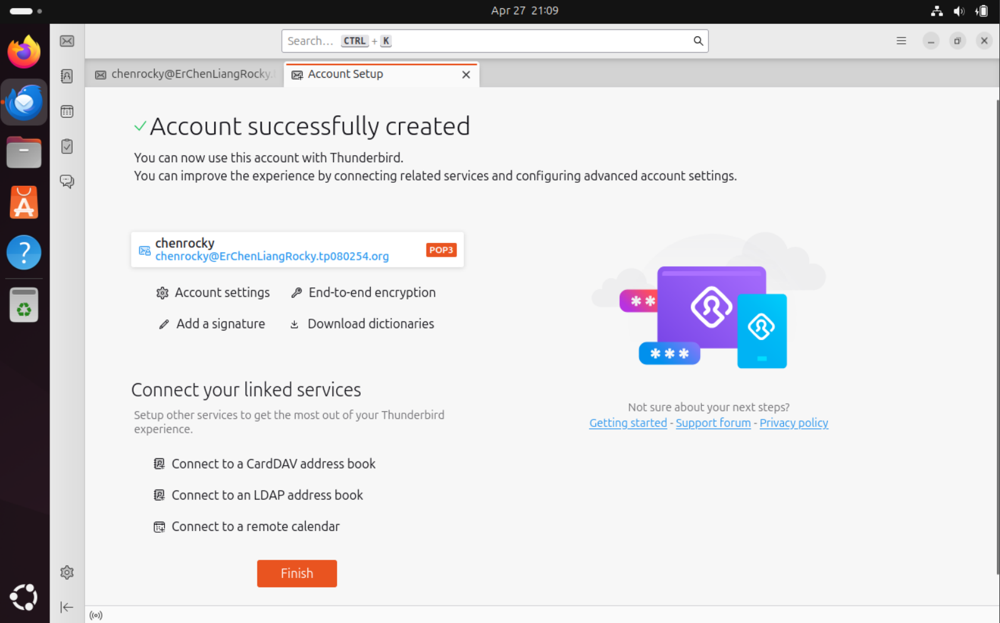 Apr 27 21:09
Search... CTRL + K
chenrocky@ErChenLiangRocky.
Account Setup
Account successfully created
You can now use this account with Thunderbird.
You can improve the experience by connecting related services and configuring advanced account settings.
chenrocky
chenrocky@ErChenLiangRocky.tp080254.org
POP3
Account settings
End-to-end encryption
Add a signature
Download dictionaries
Connect your linked services
Setup other services to get the most out of your Thunderbird
experience.
Connect to a CardDAV address book
Connect to an LDAP address book
Connect to a remote calendar
Finish
Not sure about your next steps?
Getting started - Support forum - Privacy policy